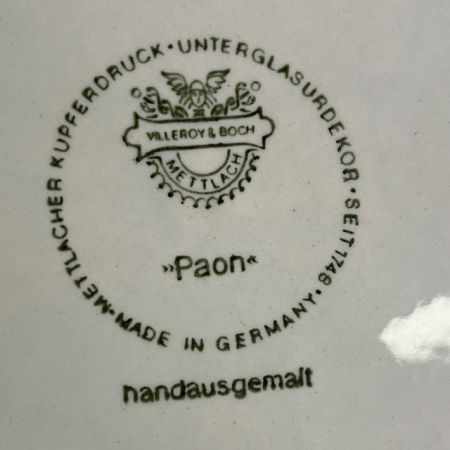 METTLACHER KUPFERDRUCK · UNTERGLASURDEKOR · SEIT 1748 · MADE IN GERMANY ·
VILLEROY & BOCH
METTLACH
»Paon«
handausgemalt